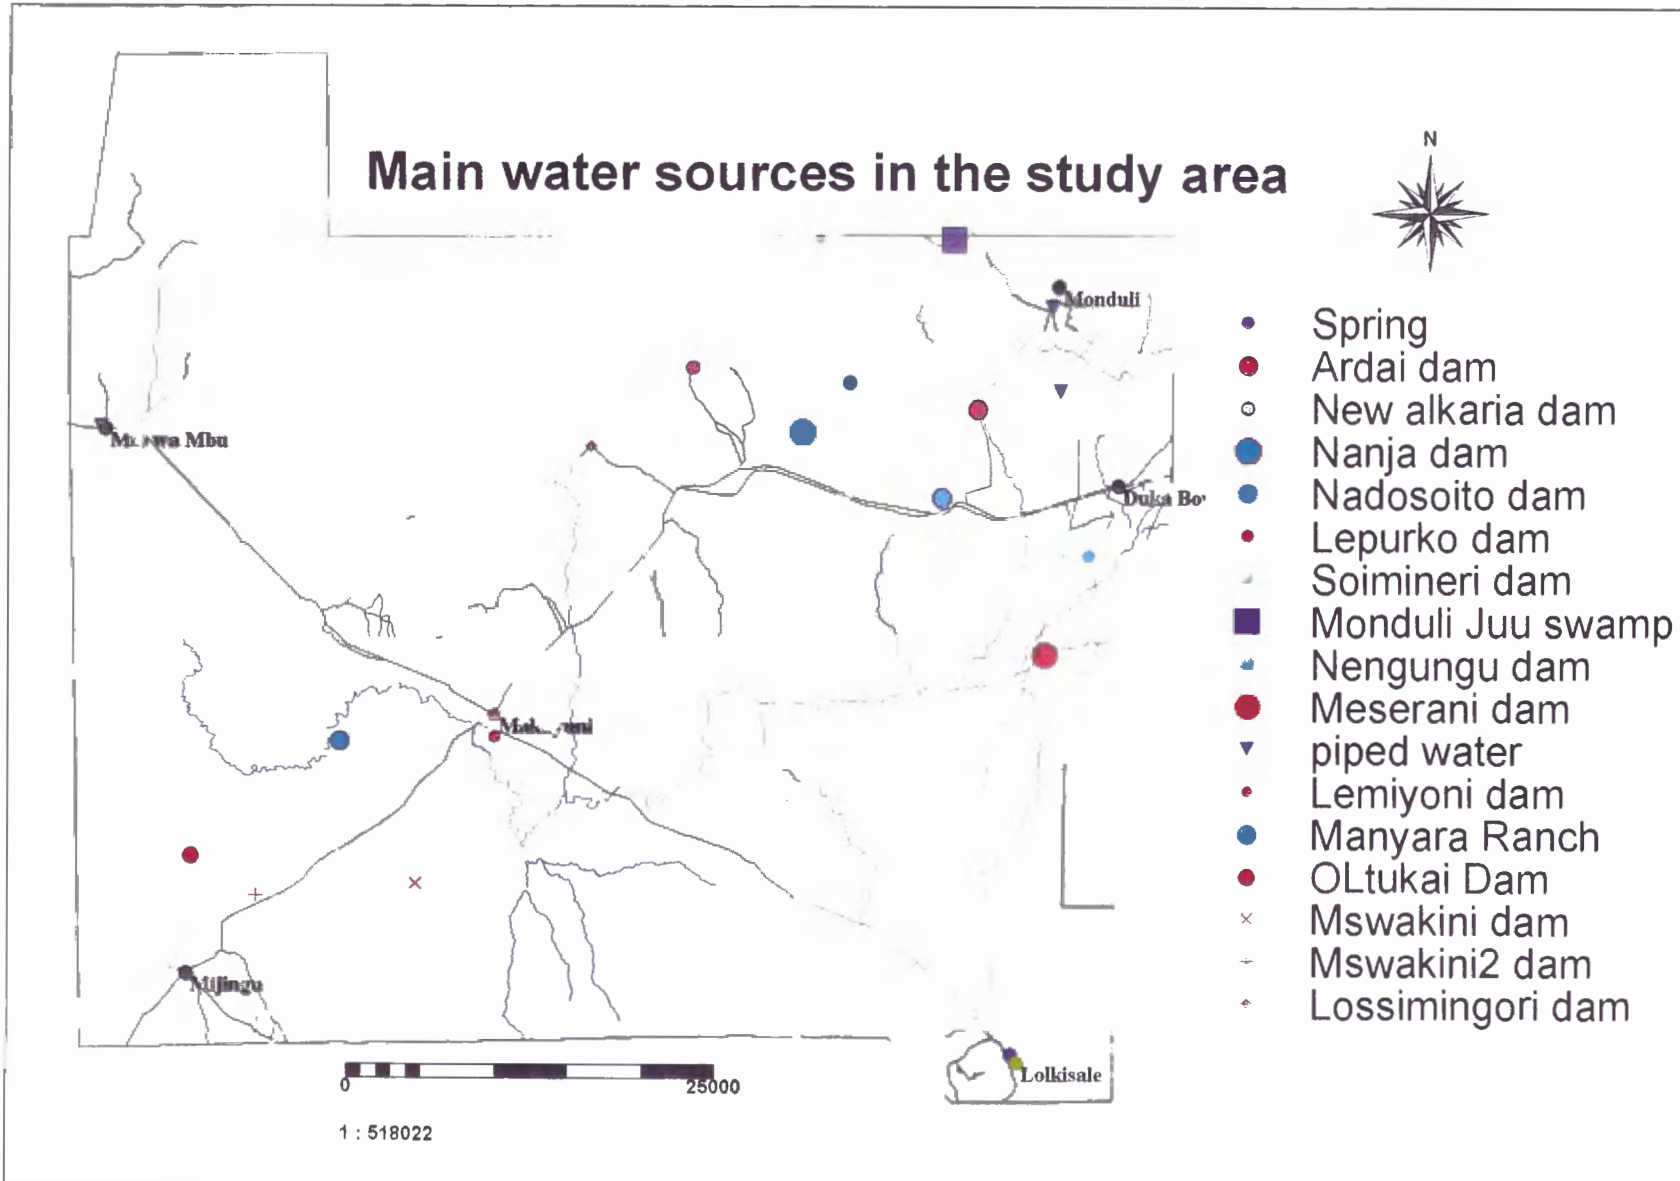 Main water sources in the study area
N
Monduli
Mbu
Duka
Mijingu
Lolkisale
0
25000
1 : 518022
Spring
Ardai dam
New alkaria dam
Nanja dam
Nadosoito dam
Lepurko dam
Soimineri dam
Monduli Juu swamp
Nengungu dam
Meserani dam
piped water
Lemiyoni dam
Manyara Ranch
OLtukai Dam
Mswakini dam
Mswakini2 dam
Lossimingori dam